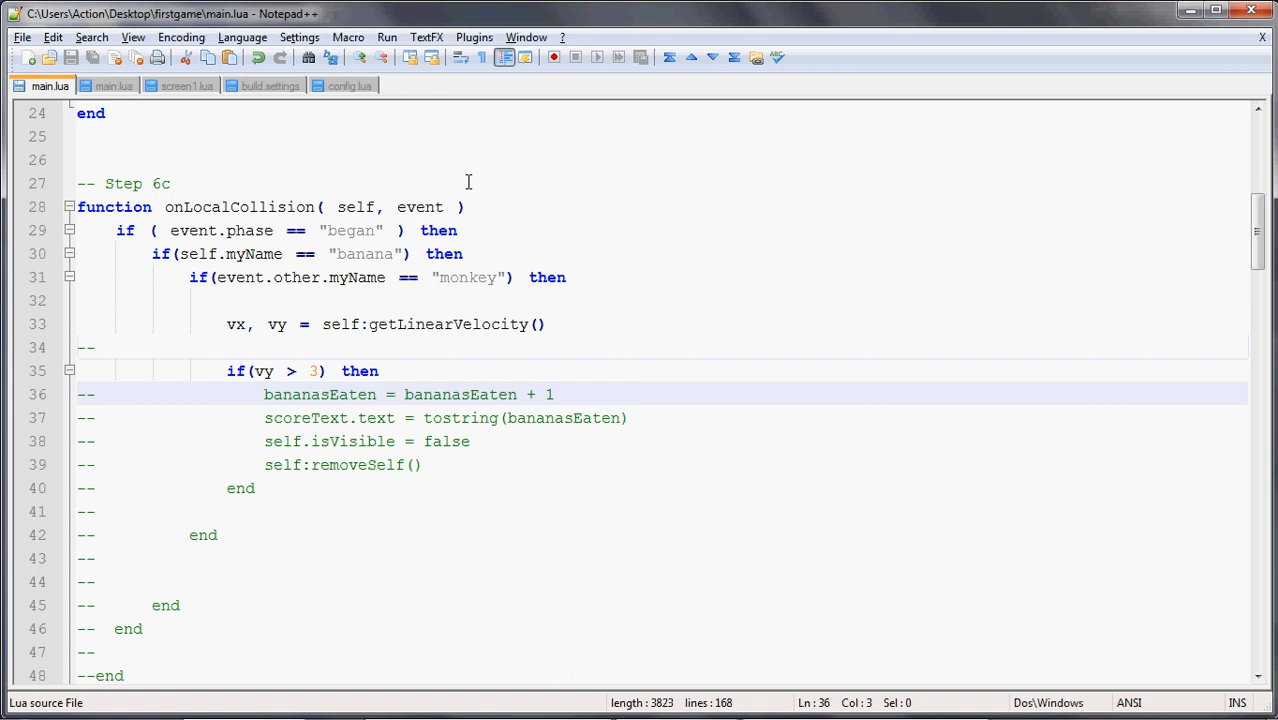 C:\Users\Action\Desktop\firstgame\main.lua - Notepad++
File Edit Search View Encoding Language Settings Macro Run TextFX Plugins Window ? X
main.lua main.lua screen1.lua build.settings config.lua
24 end
25
26
27 -- Step 6c
28 function onLocalCollision( self, event )
29 if ( event.phase == "began" ) then
30 if(self.myName == "banana") then
31 if(event.other.myName == "monkey") then
32
33 vx, vy = self:getLinearVelocity()
34 --
35 if(vy > 3) then
36 -- bananasEaten = bananasEaten + 1
37 -- scoreText.text = tostring(bananasEaten)
38 -- self.isVisible = false
39 -- self:removeSelf()
40 -- end
41 --
42 -- end
43 --
44 --
45 -- end
46 -- end
47 --
48 --end
Lua source File length : 3823 lines : 168 Ln : 36 Col : 3 Sel : 0 Dos\Windows ANSI INS